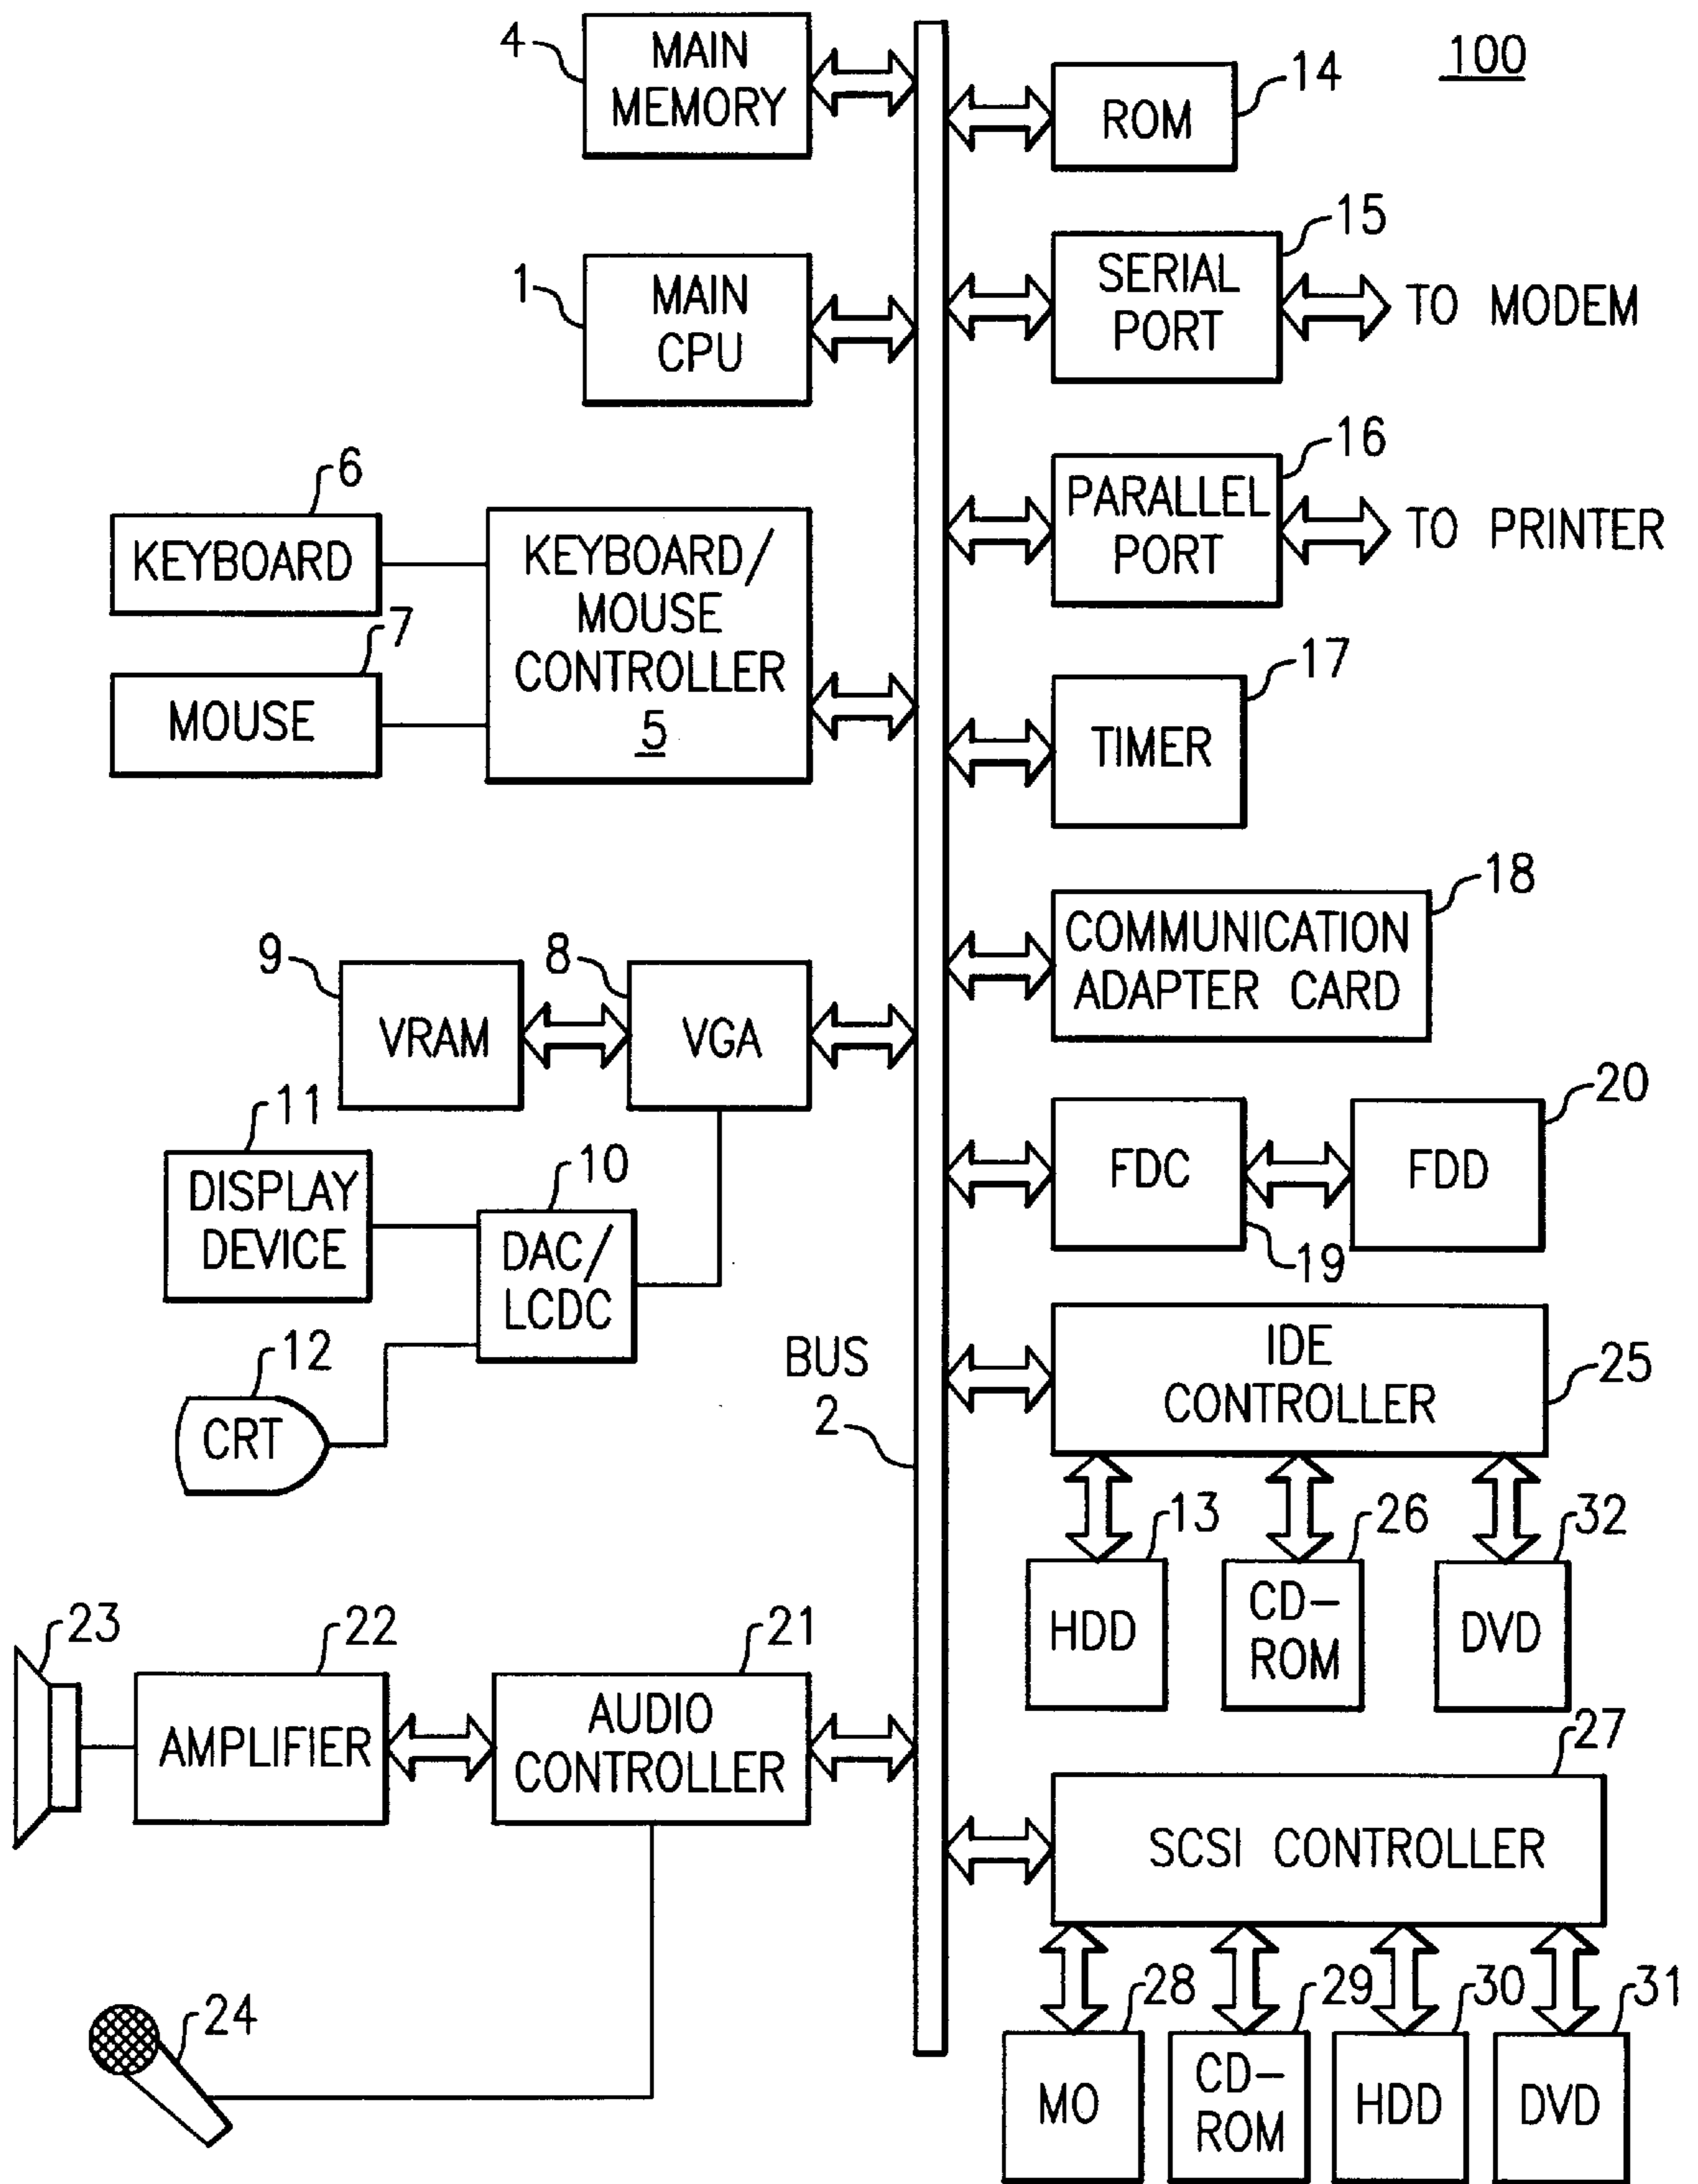 100
4
MAIN
MEMORY
14
ROM
1
MAIN
CPU
15
SERIAL
PORT
TO MODEM
16
PARALLEL
PORT
TO PRINTER
6
KEYBOARD
7
MOUSE
KEYBOARD/
MOUSE
CONTROLLER
5
17
TIMER
18
COMMUNICATION
ADAPTER CARD
9
VRAM
8
VGA
11
DISPLAY
DEVICE
10
DAC/
LCDC
12
CRT
FDC
19
20
FDD
BUS
2
IDE
CONTROLLER
25
13
HDD
26
CD-
ROM
32
DVD
23
22
AMPLIFIER
21
AUDIO
CONTROLLER
24
27
SCSI CONTROLLER
28
MO
29
CD-
ROM
30
HDD
31
DVD